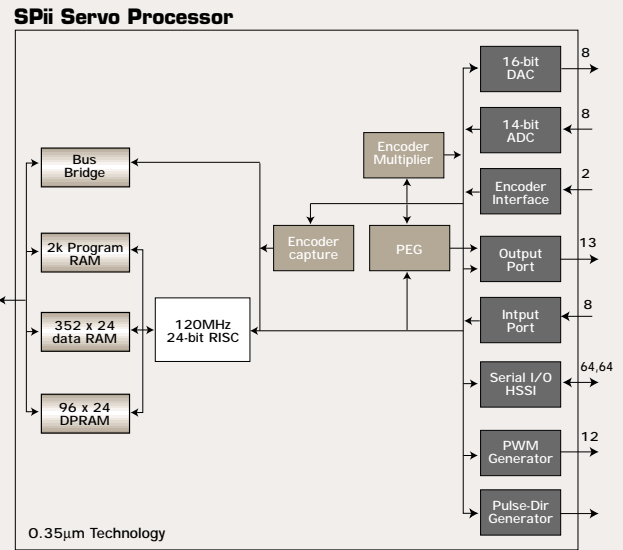 SPii Servo Processor
16-bit
DAC
8
14-bit
ADC
8
Encoder
Multiplier
Bus
Bridge
Encoder
Interface
2
2k Program
RAM
Encoder
capture
PEG
Output
Port
13
352 x 24
data RAM
120MHz
24-bit RISC
Intput
Port
8
Serial I/O
HSSI
64,64
96 x 24
DPRAM
PWM
Generator
12
Pulse-Dir
Generator
0.35µm Technology